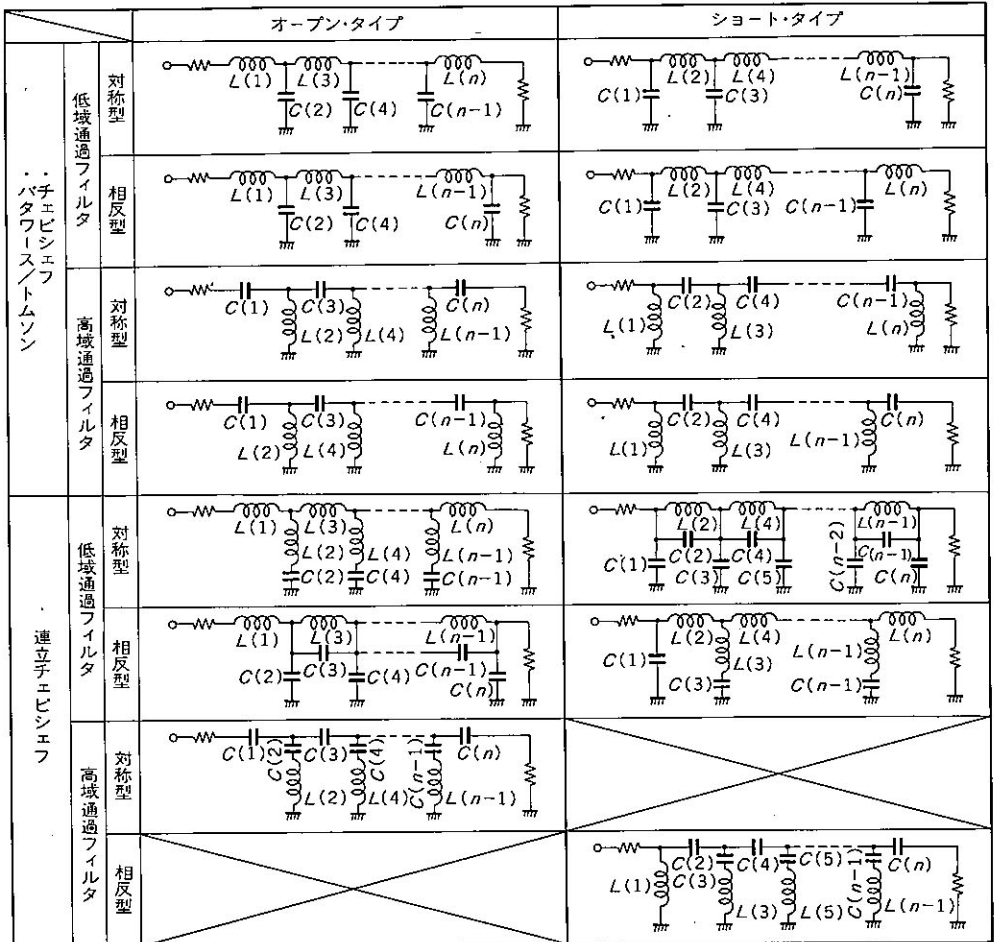 オープン・タイプ
ショート・タイプ
・チェビシェフ
・バタワース/トムソン
低域通過フィルタ
対称型
L(1) L(3) L(n)
C(2) C(4) C(n-1)
L(2) L(4) L(n-1)
C(1) C(3) C(n)
相反型
L(1) L(3) L(n-1)
C(2) C(4) C(n)
L(2) L(4) L(n)
C(1) C(3) C(n-1)
高域通過フィルタ
対称型
C(1) C(3) C(n)
L(2) L(4) L(n-1)
C(2) C(4) C(n-1)
L(1) L(3) L(n)
相反型
C(1) C(3) C(n-1)
L(2) L(4) L(n)
C(2) C(4) C(n)
L(1) L(3) L(n-1)
連立チェビシェフ
低域通過フィルタ
対称型
L(1) L(3) L(n)
L(2) L(4) L(n-1)
C(2) C(4) C(n-1)
L(2) L(4) L(n-1)
C(1) C(2) C(4) C(n-2) C(n-1)
C(3) C(5) C(n)
相反型
L(1) L(3) L(n-1)
C(3) C(n-1)
C(2) C(4) C(n)
L(2) L(4) L(n)
C(1) L(3) L(n-1)
C(3) C(n-1)
高域通過フィルタ
対称型
C(1) C(2) C(3) C(4) C(n-1) C(n)
L(2) L(4) L(n-1)
相反型
C(2) C(4) C(5) C(n-1) C(n)
L(1) C(3)
L(3) L(5) L(n-1)